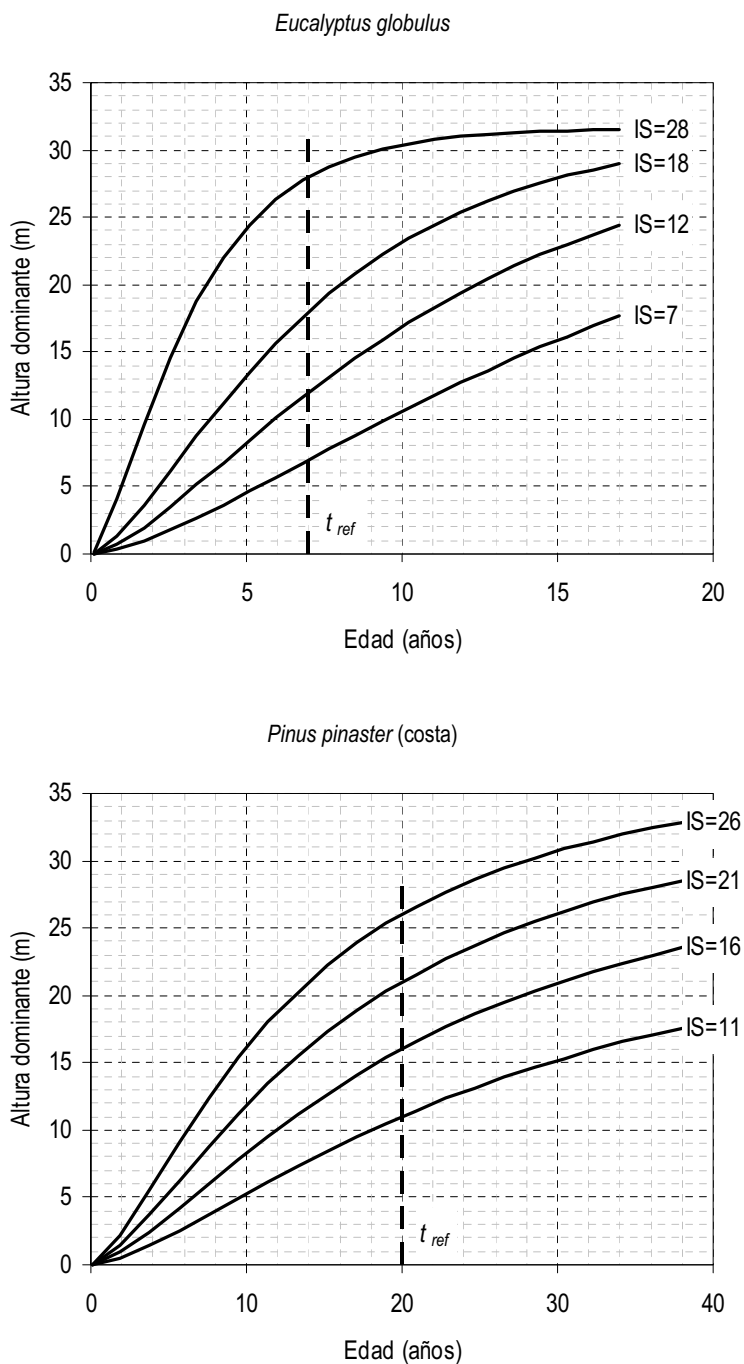 Eucalyptus globulus
35
30
25
20
15
10
5
0
Altura dominante (m)
IS=28
IS=18
IS=12
IS=7
t ref
0 5 10 15 20
Edad (años)
Pinus pinaster (costa)
35
30
25
20
15
10
5
0
Altura dominante (m)
IS=26
IS=21
IS=16
IS=11
t ref
0 10 20 30 40
Edad (años)